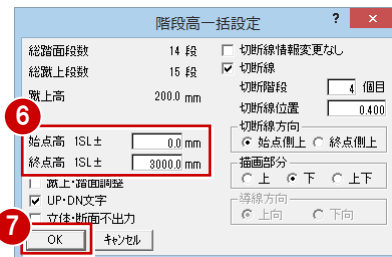 階段高一括設定 ? ×
総踏面段数 14 段
総蹴上段数 15 段
蹴上高 200.0 mm
6
始点高 1SL± 0.0 mm
終点高 1SL± 3000.0 mm
蹴上・踏面調整
UP・DN文字
立体・断面不出力
7
OK キャンセル
切断線情報変更なし
切断線
切断階段 4 個目
切断線位置 0.400
切断線方向
始点側上 終点側上
描画部分
上 下 上下
導線方向
上向 下向